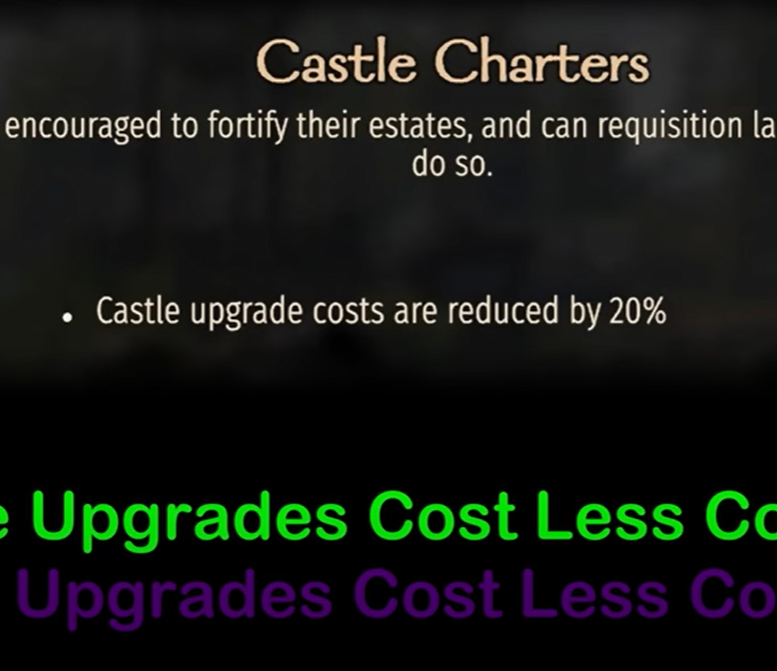 Castle Charters
encouraged to fortify their estates, and can requisition la
do so.
• Castle upgrade costs are reduced by 20%
e Upgrades Cost Less Co
Upgrades Cost Less Co